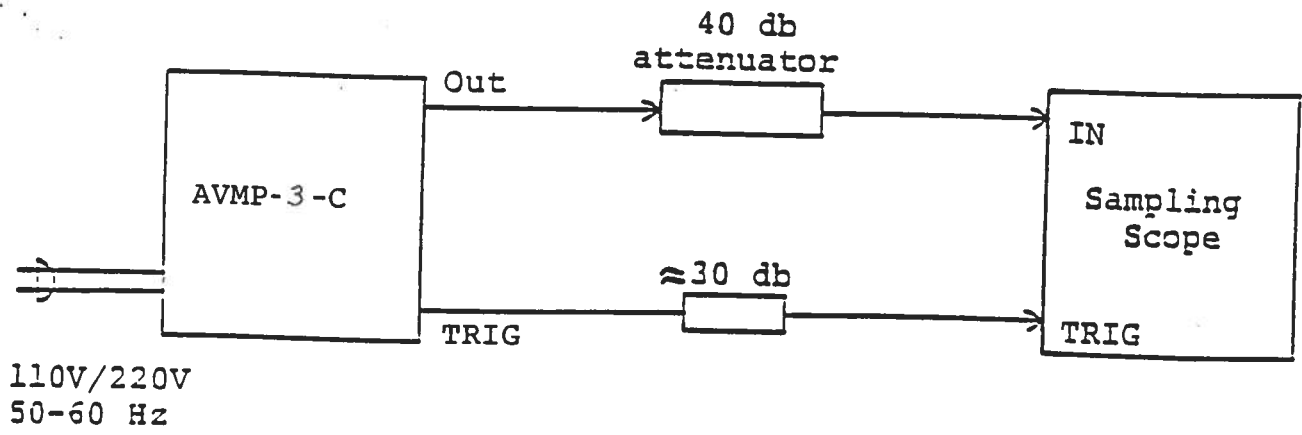 40 db
attenuator
Out
IN
AVMP-3-C
Sampling
Scope
≈30 db
TRIG
TRIG
110V/220V
50-60 Hz